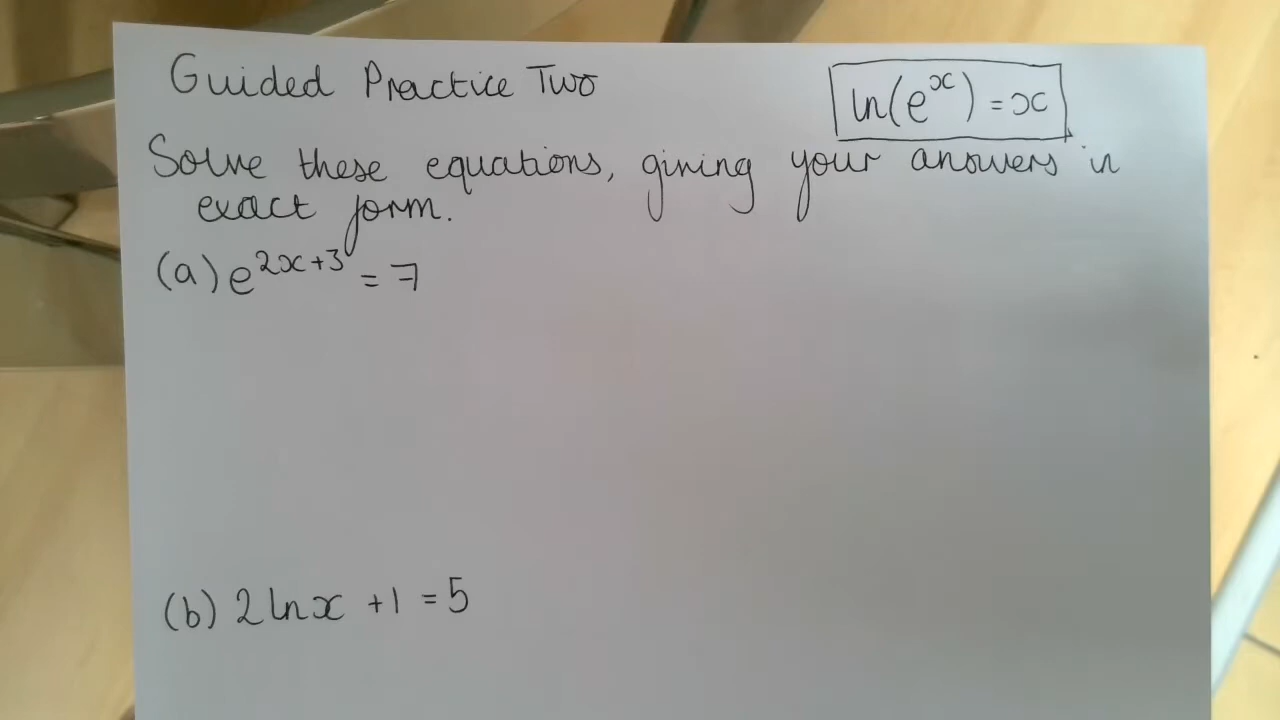 Guided Practice Two
ln(e^x) = x
Solve these equations, giving your answers in
exact form.
(a) e^{2x+3} = 7
(b) 2 ln x + 1 = 5